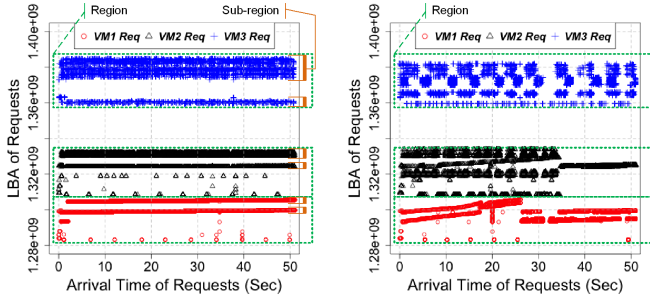 Region
Sub-region
VM1 Req VM2 Req VM3 Req
LBA of Requests
1.28e+09 1.32e+09 1.36e+09 1.40e+09
0 10 20 30 40 50
Arrival Time of Requests (Sec)
Region
VM1 Req VM2 Req VM3 Req
LBA of Requests
1.28e+09 1.32e+09 1.36e+09 1.40e+09
0 10 20 30 40 50
Arrival Time of Requests (Sec)